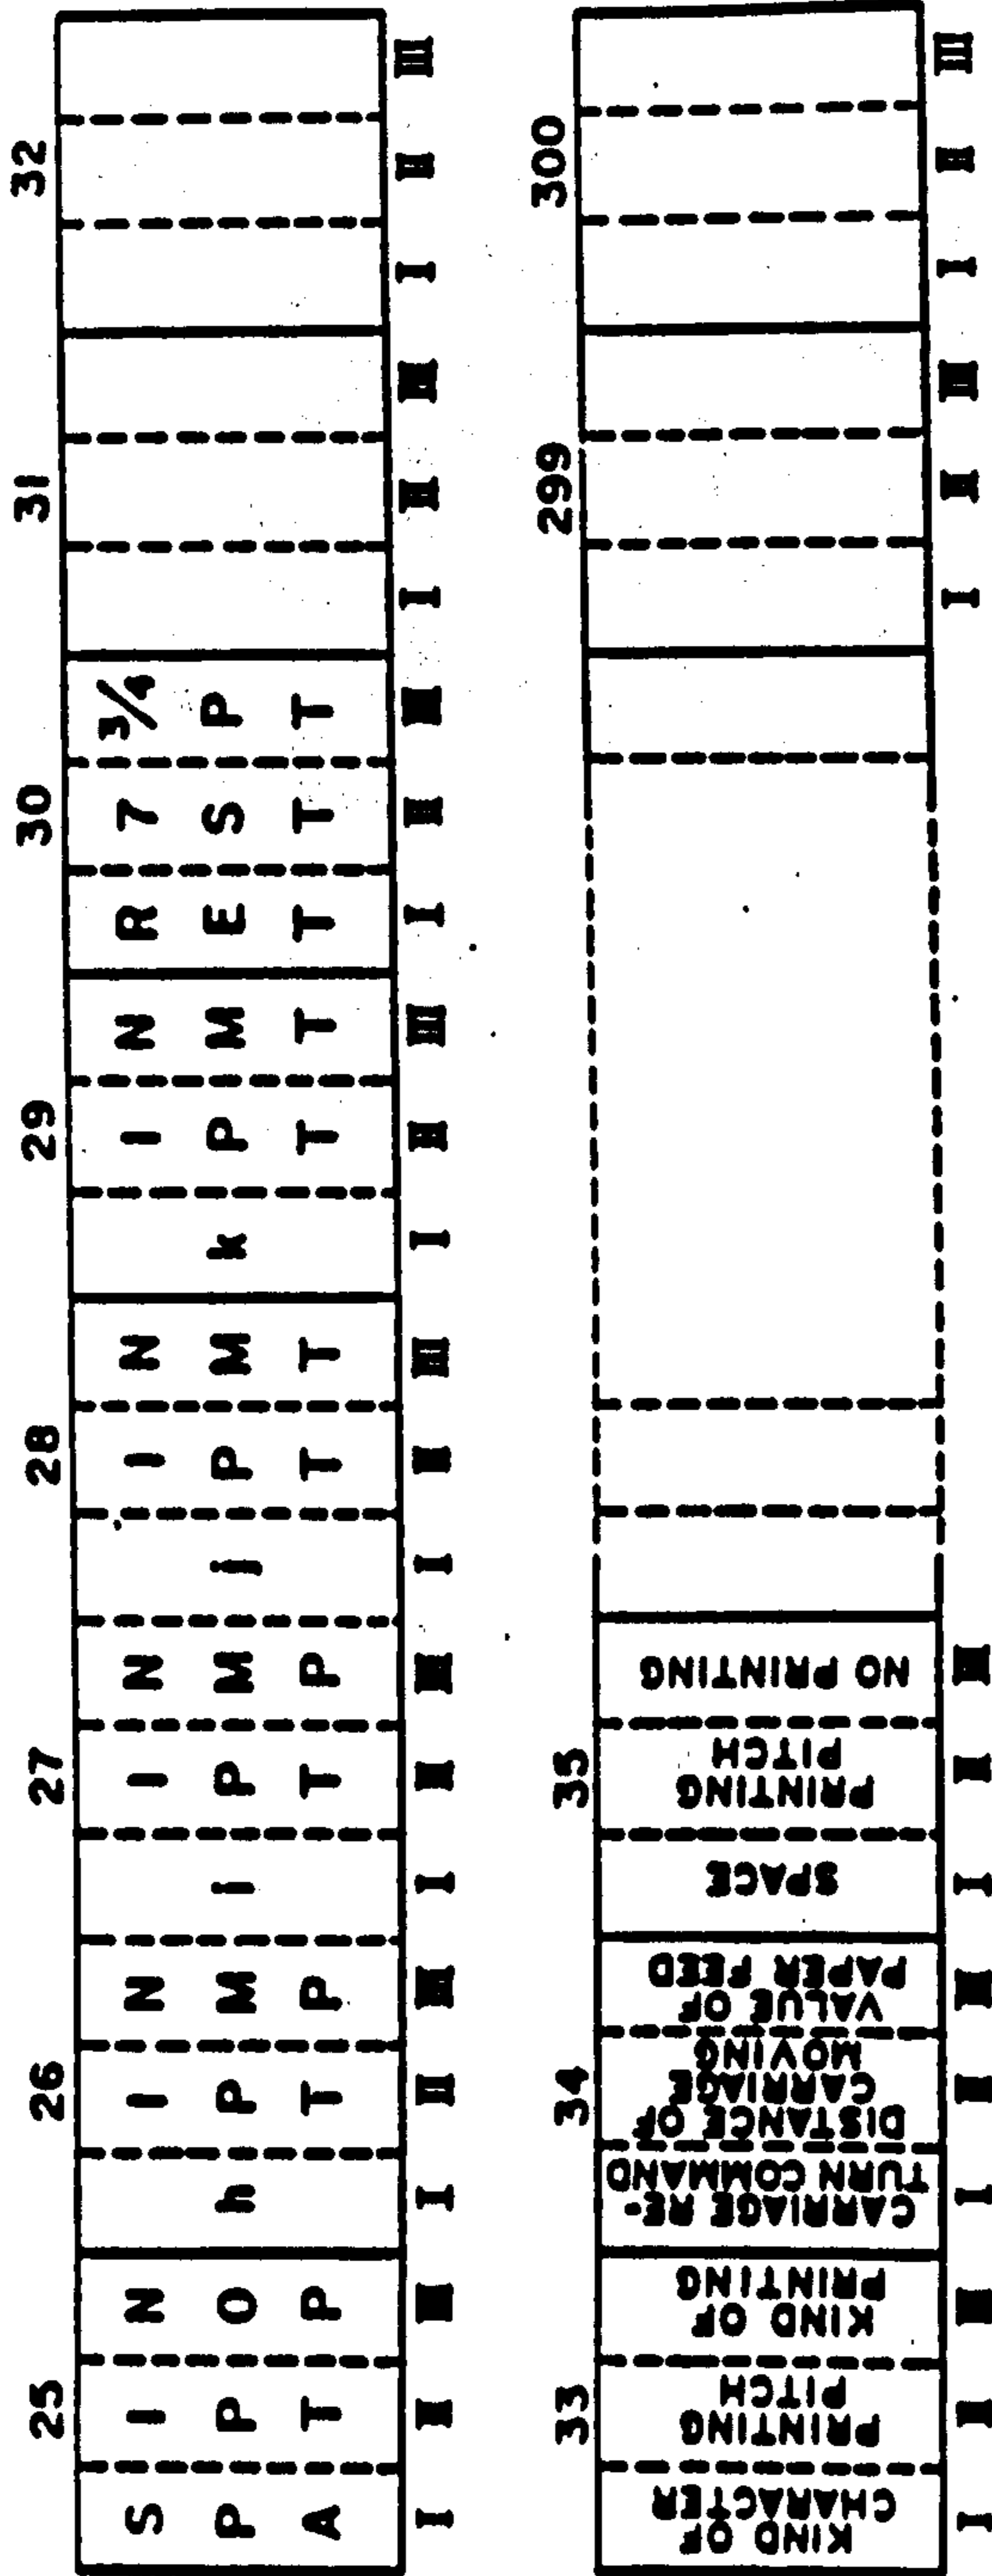 25 26 27 28 29 30 31 32
S I N I N I N I N I N R 7 3/4
P P O h P M i P M j P M k P M E S P
A T P T P T P T T T T T T T
I II III I II III I II III I II III I II III I II III I II III I II III
33 34 35 299 300
KIND OF
CHARACTER
PRINTING
PITCH
KIND OF
PRINTING
CARRIAGE RE-
TURN COMMAND
DISTANCE OF
CARRIAGE
MOVING
VALUE OF
PAPER FEED
SPACE
PRINTING
PITCH
NO PRINTING
I II III I II III I II III I II III I II III